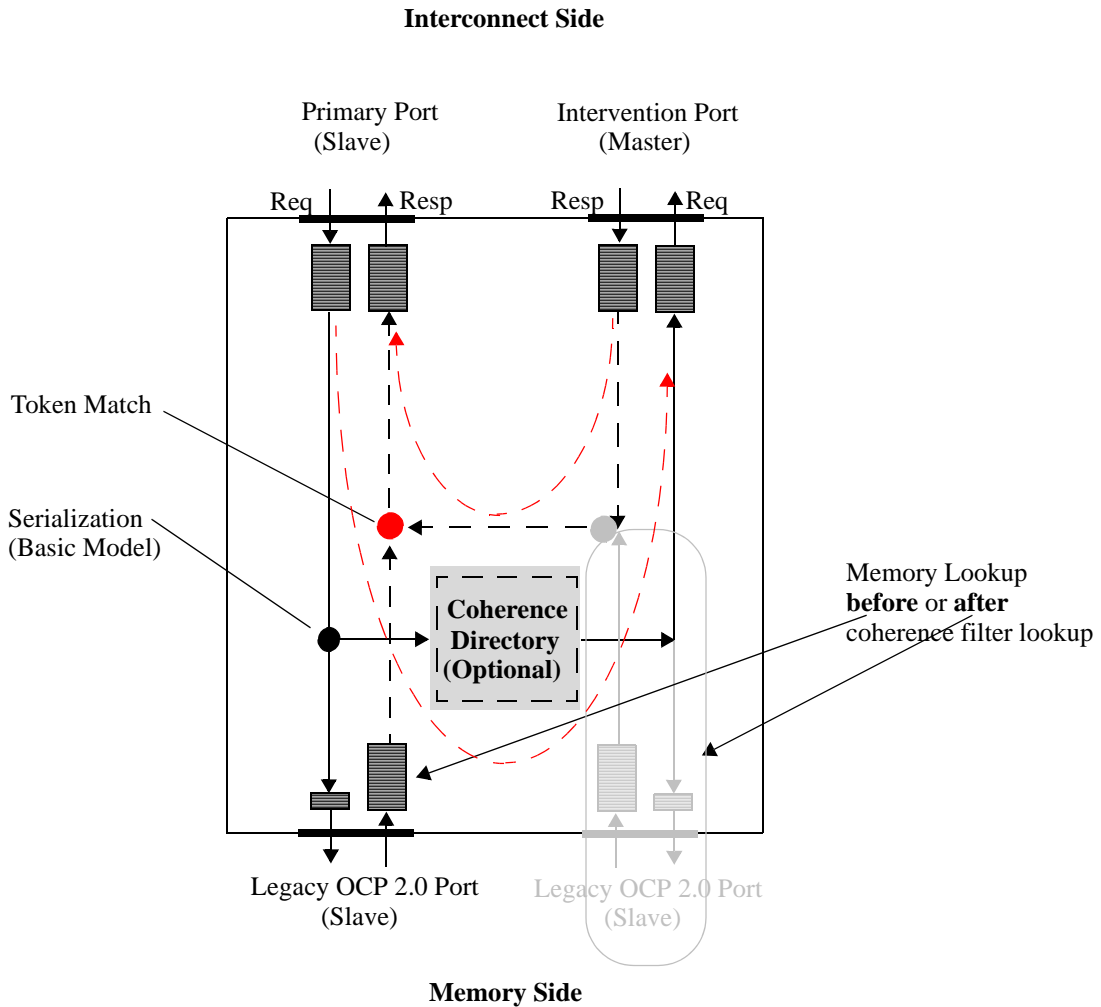 Interconnect Side
Primary Port
(Slave)
Intervention Port
(Master)
Req
Resp
Resp
Req
Token Match
Serialization
(Basic Model)
Coherence
Directory
(Optional)
Memory Lookup
before or after
coherence filter lookup
Legacy OCP 2.0 Port
(Slave)
Legacy OCP 2.0 Port
(Slave)
Memory Side